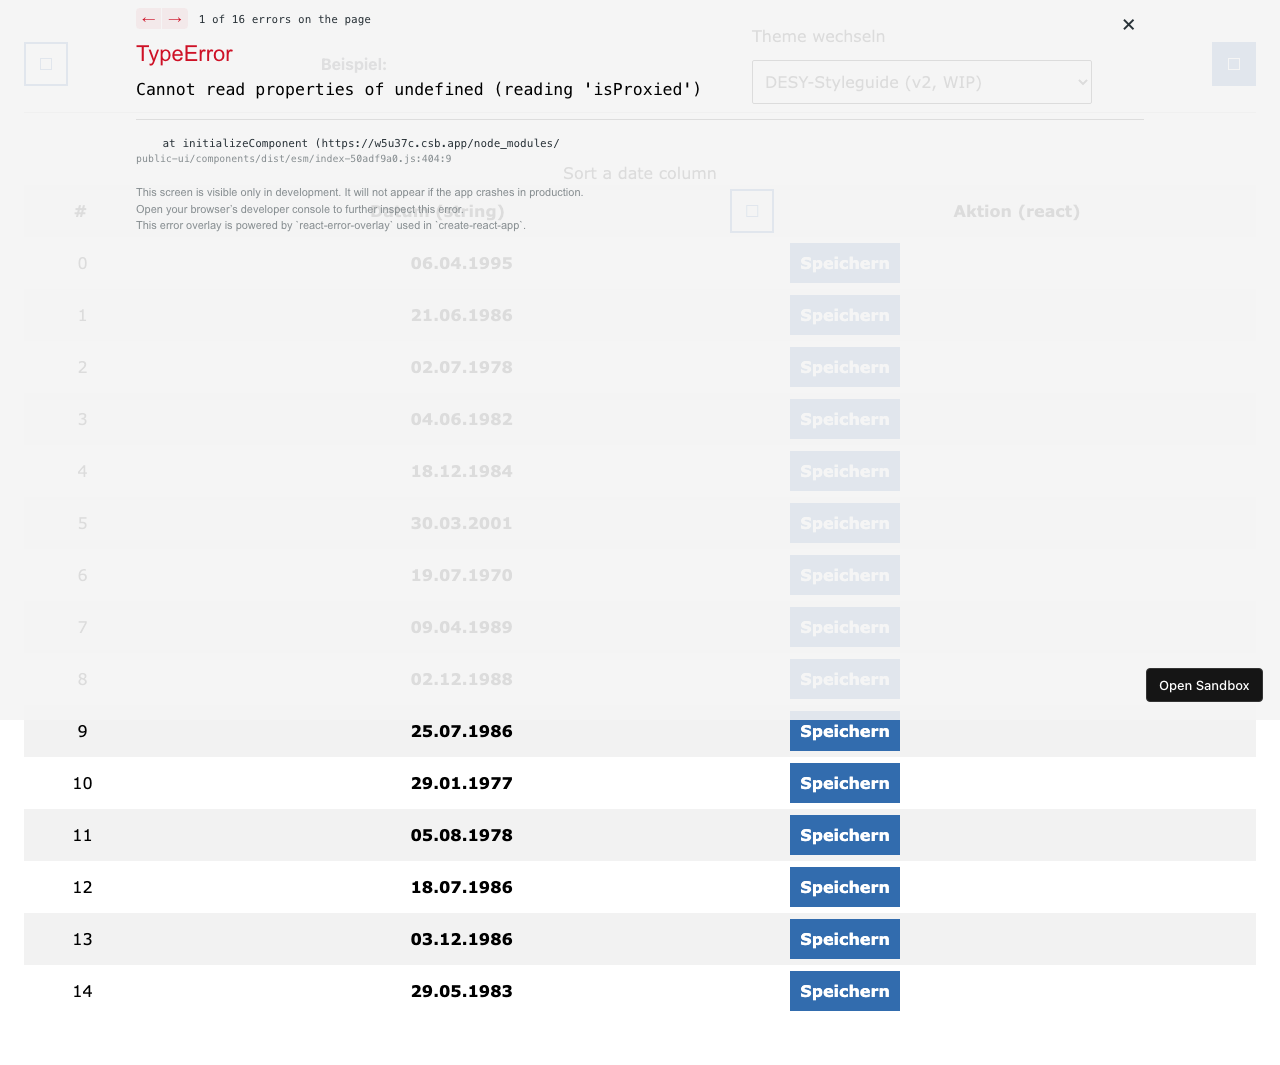 ← → 1 of 16 errors on the page
✕
TypeError
Cannot read properties of undefined (reading 'isProxied')
Theme wechseln
Beispiel:
DESY-Styleguide (v2, WIP)
at initializeComponent (https://w5u37c.csb.app/node_modules/
public-ui/components/dist/esm/index-50adf9a0.js:404:9
Sort a date column
This screen is visible only in development. It will not appear if the app crashes in production.
Open your browser’s developer console to further inspect this error.
This error overlay is powered by `react-error-overlay` used in `create-react-app`.
# Datum (string) Aktion (react)
0 06.04.1995 Speichern
1 21.06.1986 Speichern
2 02.07.1978 Speichern
3 04.06.1982 Speichern
4 18.12.1984 Speichern
5 30.03.2001 Speichern
6 19.07.1970 Speichern
7 09.04.1989 Speichern
8 02.12.1988 Speichern
Open Sandbox
9 25.07.1986 Speichern
10 29.01.1977 Speichern
11 05.08.1978 Speichern
12 18.07.1986 Speichern
13 03.12.1986 Speichern
14 29.05.1983 Speichern